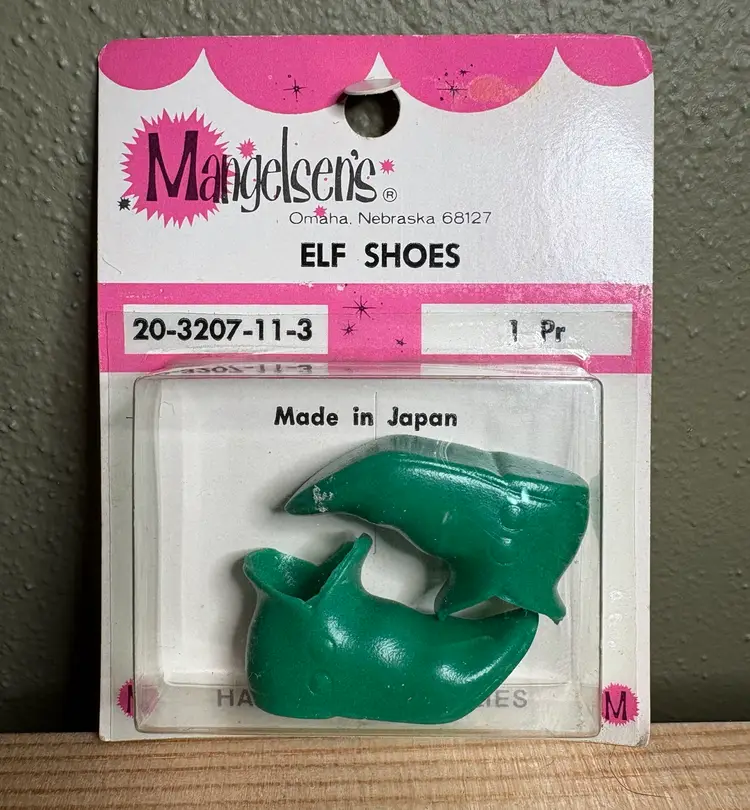 Mangelsen's®
Omaha, Nebraska 68127
ELF SHOES
20-3207-11-3
1 Pr
Made in Japan
M